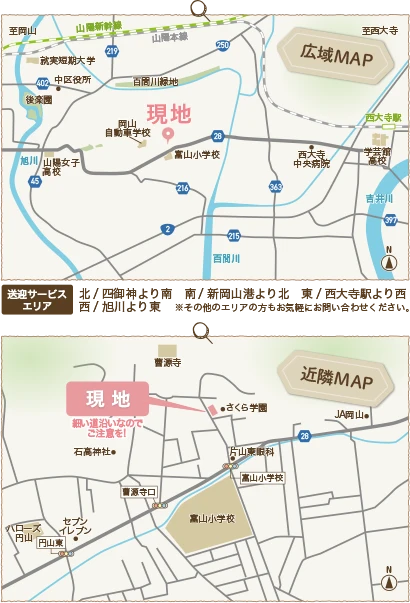 至岡山
山陽新幹線
山陽本線
至西大寺
広域MAP
219
250
就実短期大学
402
中区役所
百間川緑地
後楽園
現地
岡山
自動車学校
28
西大寺駅
旭川
山陽女子
高校
富山小学校
西大寺
中央病院
学芸館
高校
45
216
363
吉井川
2
215
397
百間川
N
送迎サービス
エリア
北 / 四御神より南 南 / 新岡山港より北 東 / 西大寺駅より西
西 / 旭川より東 ※その他のエリアの方もお気軽にお問い合わせください。
曹源寺
近隣MAP
現 地
さくら学園
JA岡山
細い道沿いなので
ご注意を!
28
石高神社
片山東眼科
富山小学校
曹源寺口
富山小学校
ハローズ
円山
セブン
イレブン
円山東
N